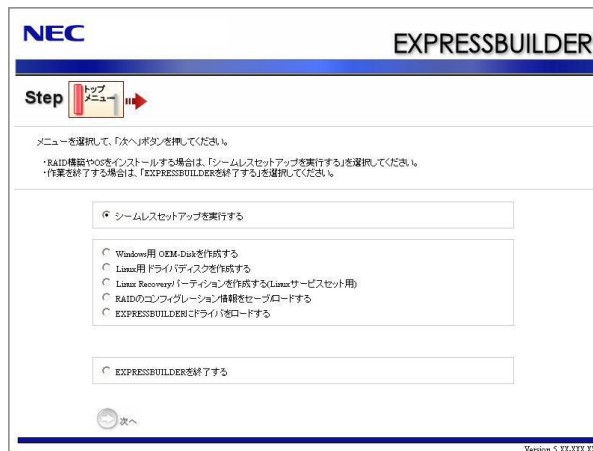 NEC
EXPRESSBUILDER
Step
トップ
メニュー
メニューを選択して、「次へ」ボタンを押してください。
・RAID構築やOSをインストールする場合は、「シームレスセットアップを実行する」を選択してください。
・作業を終了する場合は、「EXPRESSBUILDERを終了する」を選択してください。
シームレスセットアップを実行する
Windows用 OEM-Diskを作成する
Linux用 ドライバディスクを作成する
Linux Recoveryパーティションを作成する(Linuxサービスセット用)
RAIDのコンフィグレーション情報をセーブ/ロードする
EXPRESSBUILDERにドライバをロードする
EXPRESSBUILDERを終了する
次へ
Version 5.XX-XXX.XX